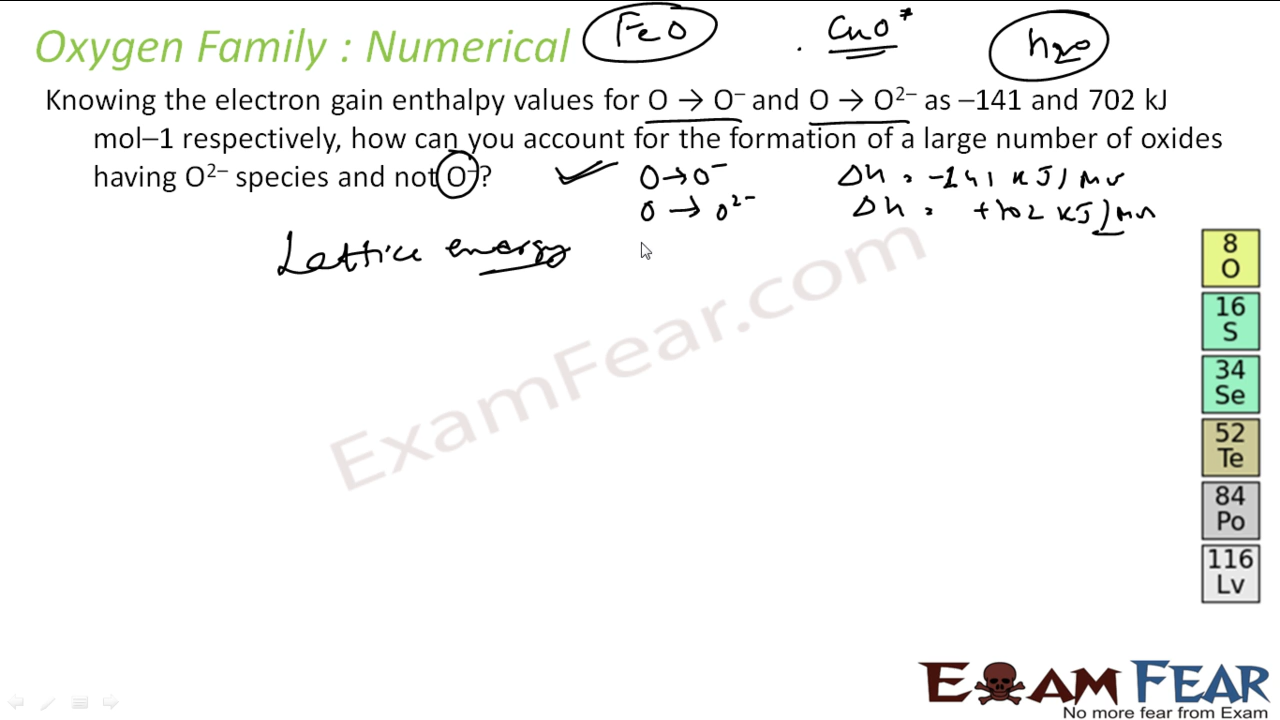 Oxygen Family : Numerical
FeO
CuO*
h2o
Knowing the electron gain enthalpy values for O → O⁻ and O → O²⁻ as –141 and 702 kJ
mol–1 respectively, how can you account for the formation of a large number of oxides
having O²⁻ species and not O⁻?
O → O⁻ Δh = -141 KJ/mol
O → O²⁻ Δh = +702 KJ/mol
Lattice energy
8
O
16
S
34
Se
52
Te
84
Po
116
Lv
ExamFear.com
EXAM FEAR
No more fear from Exam